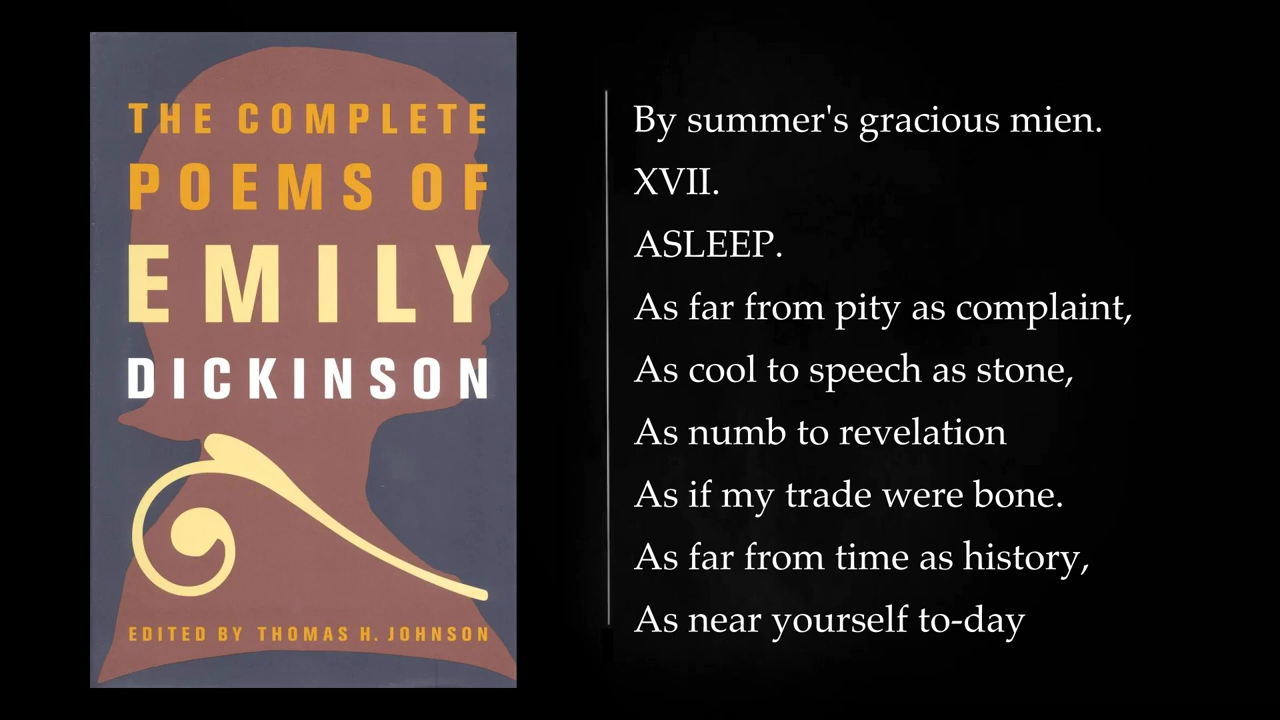 THE COMPLETE
POEMS OF
EMILY
DICKINSON
EDITED BY THOMAS H. JOHNSON
By summer's gracious mien.
XVII.
ASLEEP.
As far from pity as complaint,
As cool to speech as stone,
As numb to revelation
As if my trade were bone.
As far from time as history,
As near yourself to-day